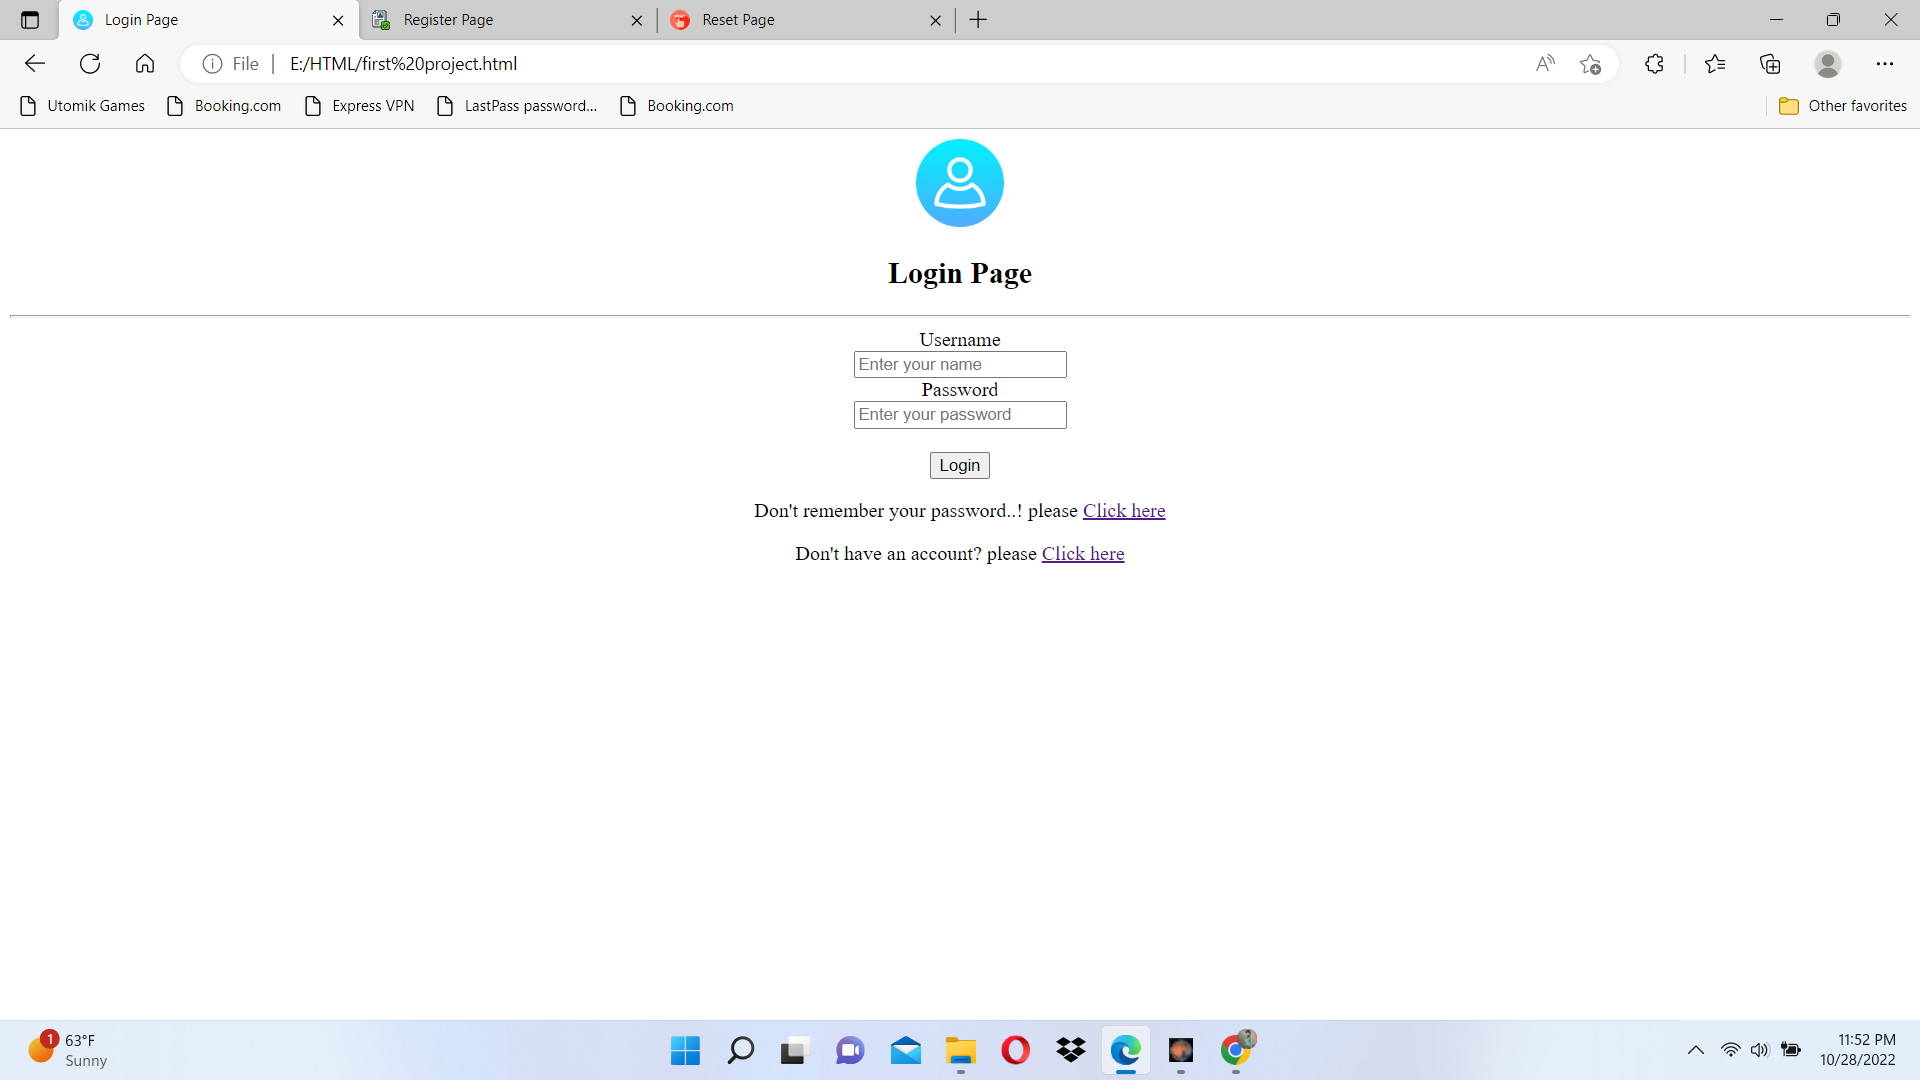 Login Page
Register Page
Reset Page
File
E:/HTML/first%20project.html
Utomik Games
Booking.com
Express VPN
LastPass password...
Booking.com
Other favorites
Login Page
Username
Enter your name
Password
Enter your password
Login
Don't remember your password..! please Click here
Don't have an account? please Click here
1
63°F
Sunny
11:52 PM
10/28/2022